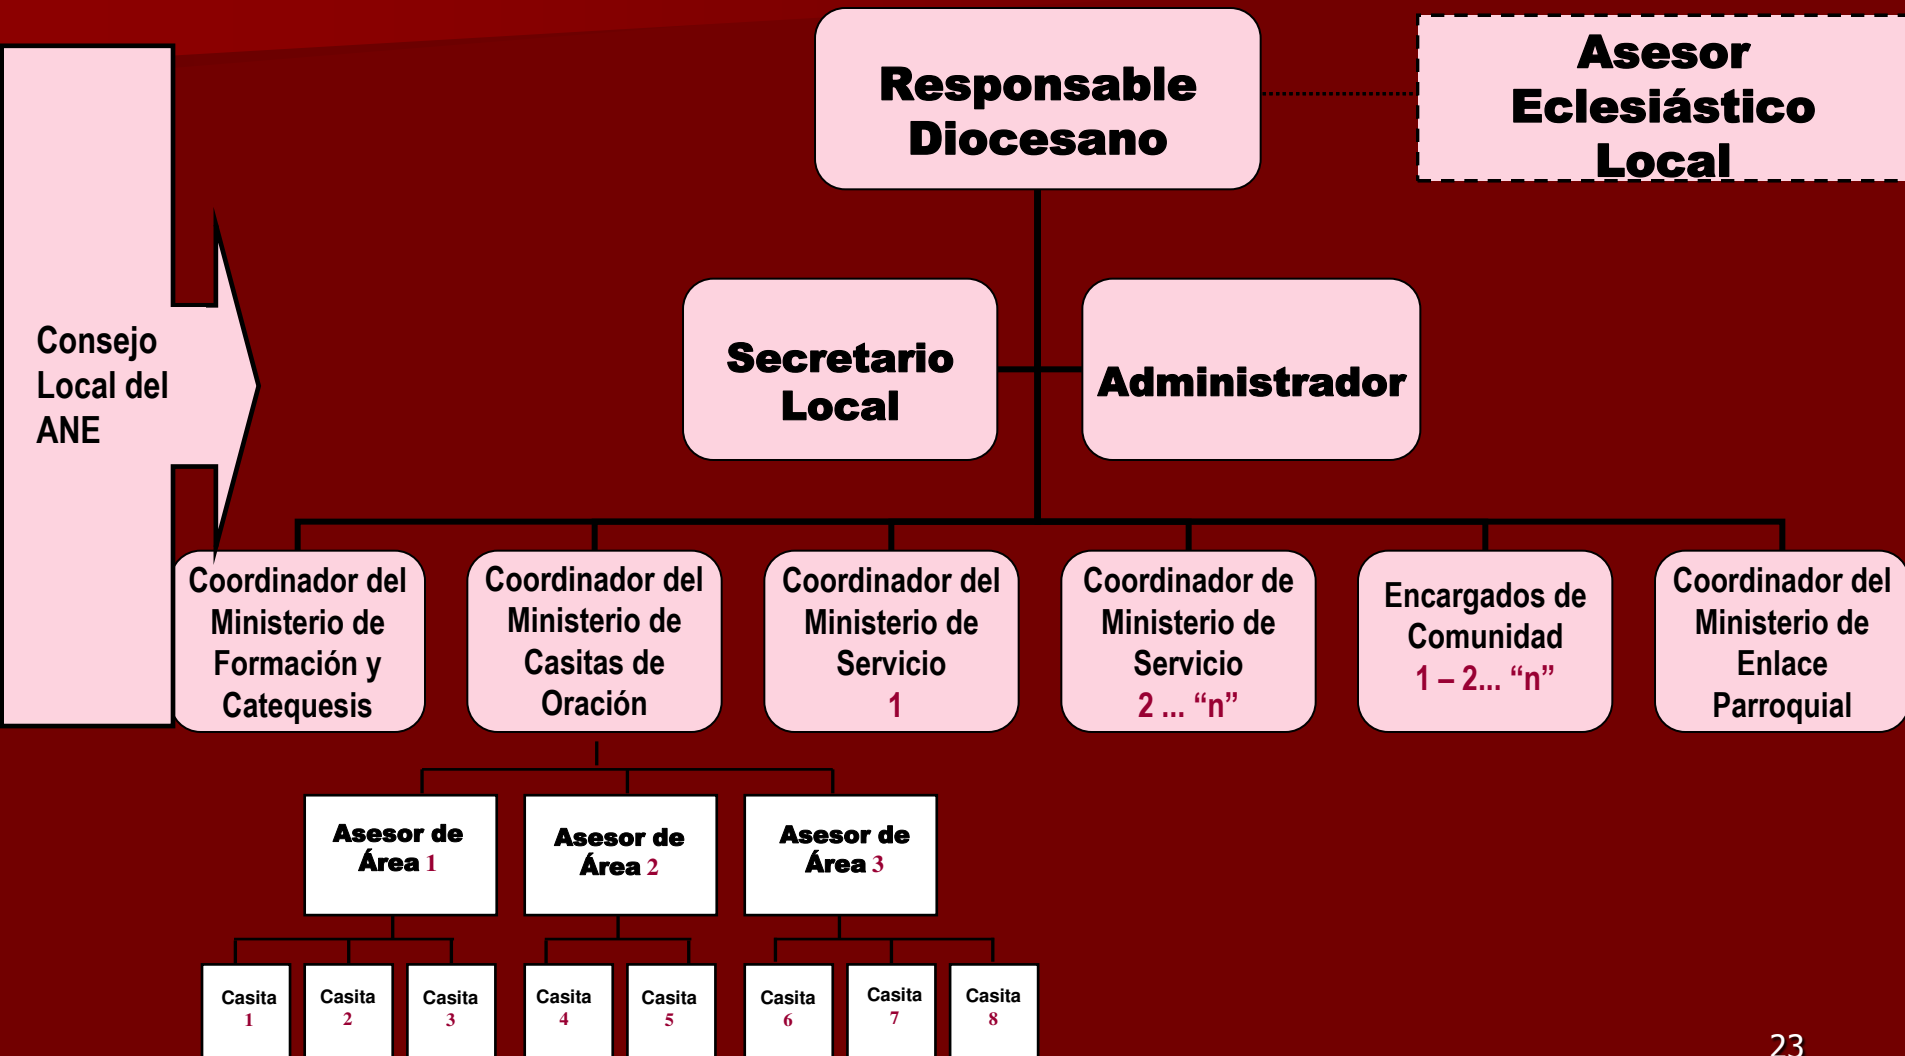 Responsable
Diocesano
Asesor
Eclesiástico
Local
Consejo
Local del
ANE
Secretario
Local
Administrador
Coordinador del
Ministerio de
Formación y
Catequesis
Coordinador del
Ministerio de
Casitas de
Oración
Coordinador del
Ministerio de
Servicio
1
Coordinador de
Ministerio de
Servicio
2 ... “n”
Encargados de
Comunidad
1 – 2... “n”
Coordinador del
Ministerio de
Enlace
Parroquial
Asesor de
Área 1
Asesor de
Área 2
Asesor de
Área 3
Casita
1
Casita
2
Casita
3
Casita
4
Casita
5
Casita
6
Casita
7
Casita
8
23